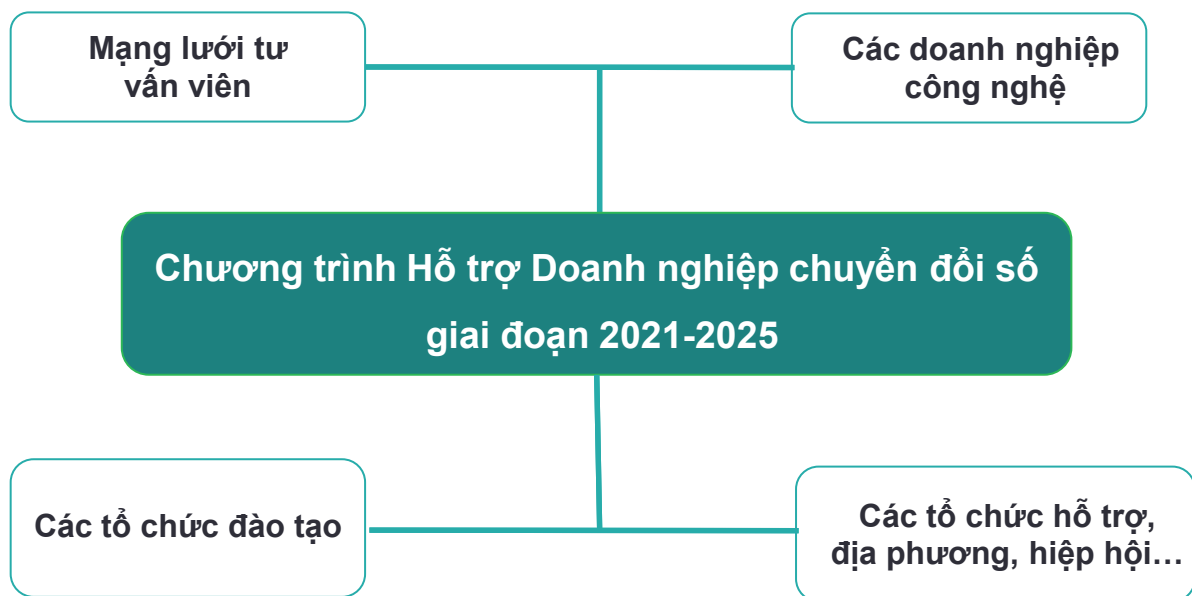 Mạng lưới tư
vấn viên
Các doanh nghiệp
công nghệ
Chương trình Hỗ trợ Doanh nghiệp chuyển đổi số
giai đoạn 2021-2025
Các tổ chức đào tạo
Các tổ chức hỗ trợ,
địa phương, hiệp hội...